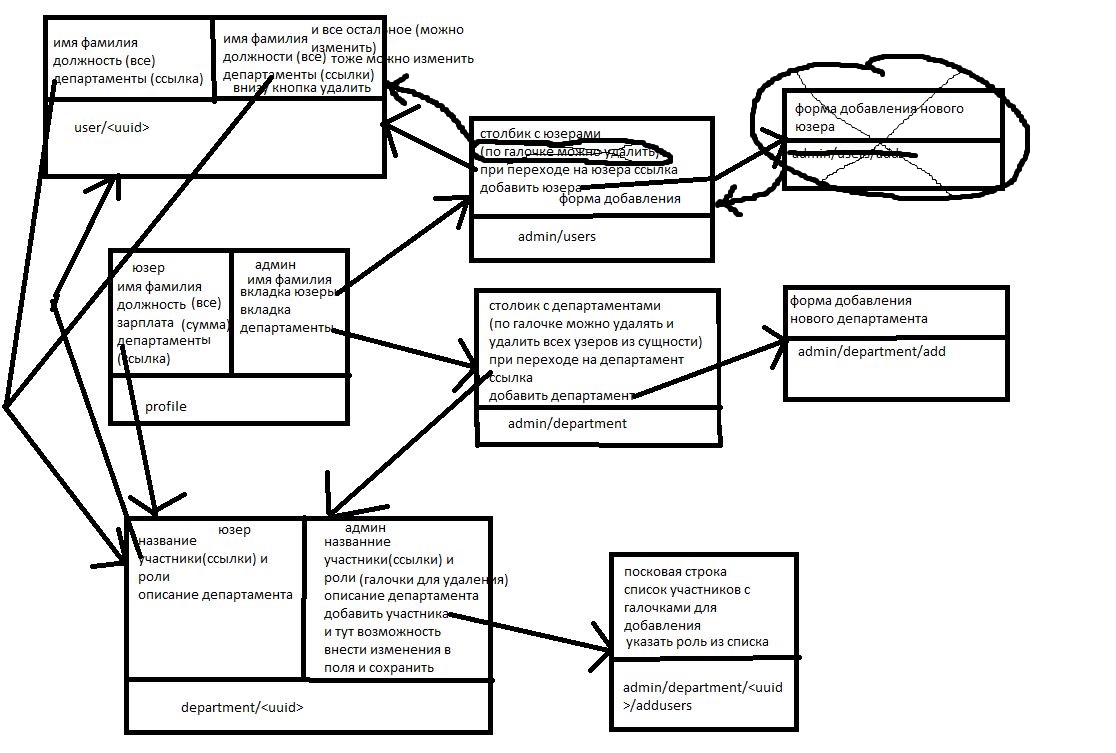 имя фамилия
должность (все)
департаменты (ссылка)
имя фамилия
и все остальное (можно
изменить)
должности (все) тоже можно изменить
департаменты (ссылки)
внизу кнопка удалить
user/<uuid>
столбик с юзерами
(по галочке можно удалить)
при переходе на юзера ссылка
добавить юзера
форма добавления
admin/users
форма добавления нового
юзера
admin/users/add
юзер
имя фамилия
должность (все)
зарплата (сумма)
департаменты
(ссылка)
админ
имя фамилия
вкладка юзеры
вкладка
департаменты
profile
столбик с департаментами
(по галочке можно удалять и
удалить всех узеров из сущности)
при переходе на департамент
ссылка
добавить департамент
admin/department
форма добавления
нового департамента
admin/department/add
юзер
название
участники(ссылки) и
роли
описание департамента
админ
названние
участники(ссылки) и
роли (галочки для удаления)
описание департамента
добавить участника
и тут возможность
внести изменения в
поля и сохранить
department/<uuid>
посковая строка
список участников с
галочками для
добавления
указать роль из списка
admin/department/<uuid
>/addusers